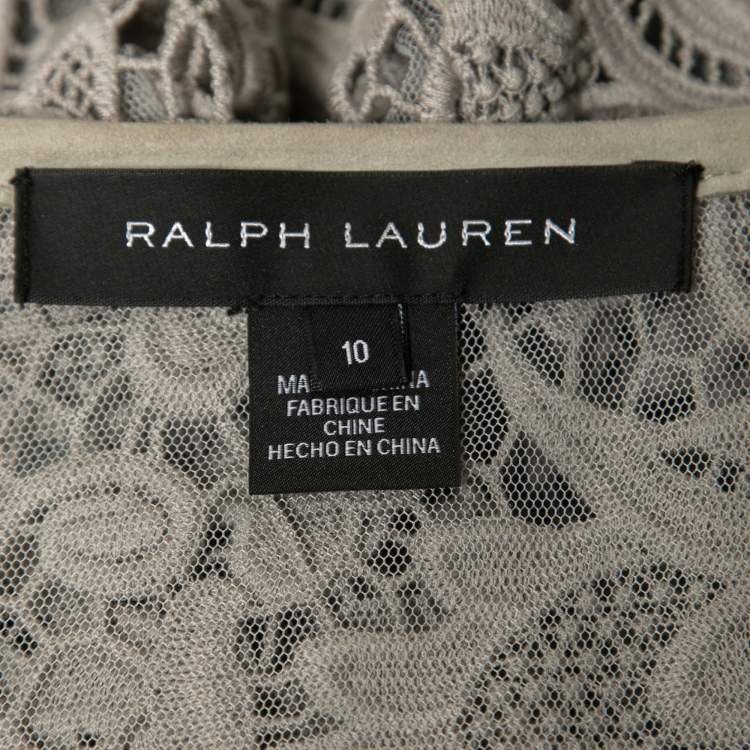 RALPH LAUREN
10
FABRIQUE EN
CHINE
HECHO EN CHINA